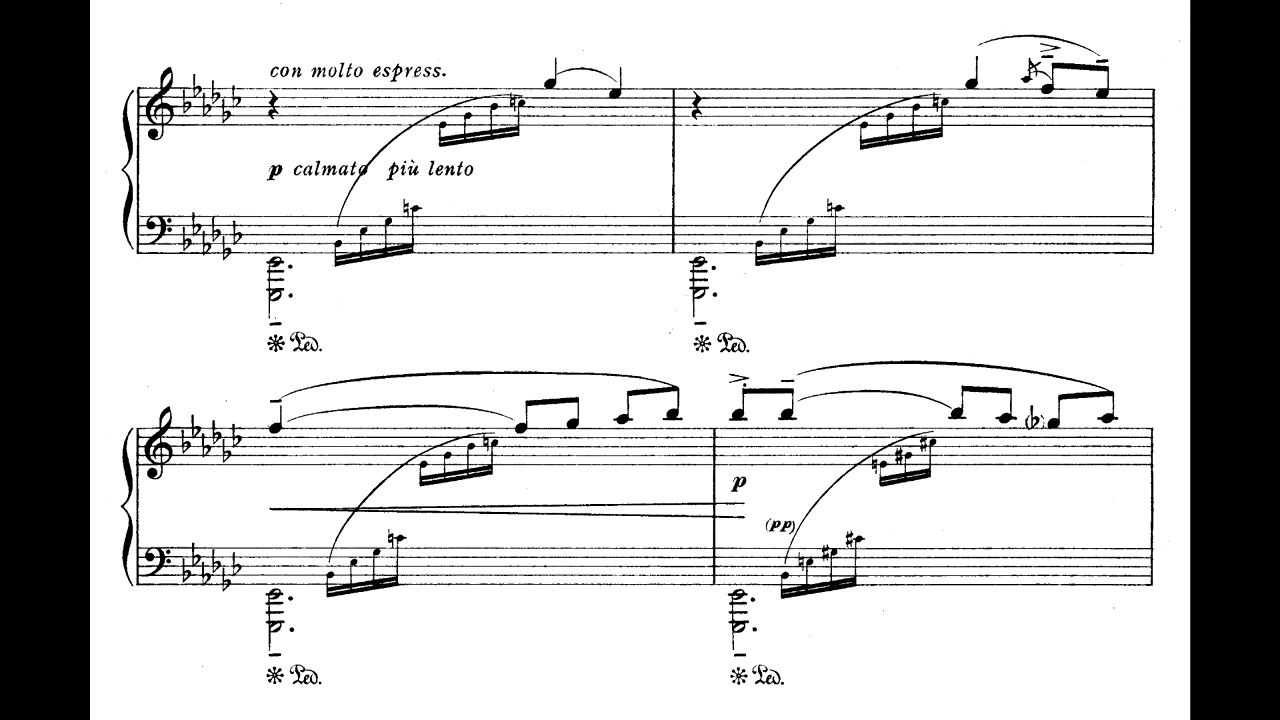 con molto espress.
p calmato più lento
Ped. Ped.
p
(pp)
Ped. Ped.